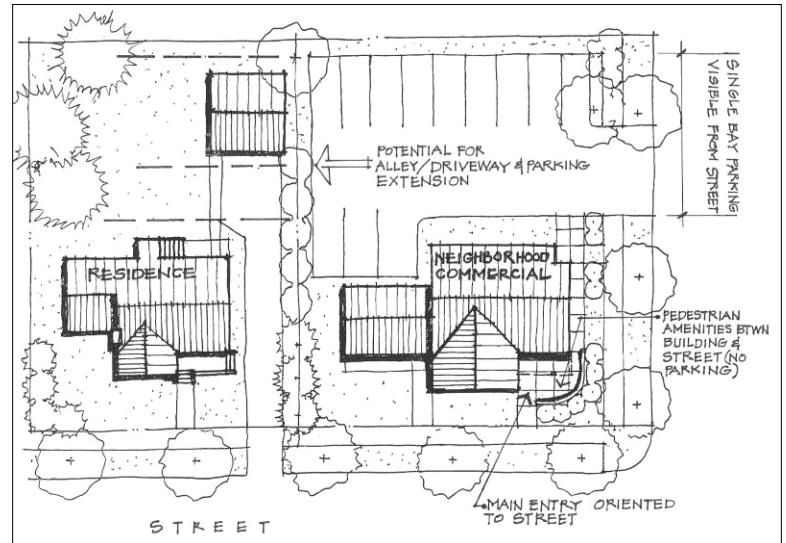 SINGLE BAY PARKING
VISIBLE FROM STREET
POTENTIAL FOR
ALLEY/DRIVEWAY & PARKING
EXTENSION
RESIDENCE
NEIGHBORHOOD
COMMERCIAL
PEDESTRIAN
AMENITIES BTWN
BUILDING &
STREET (NO
PARKING)
MAIN ENTRY ORIENTED
TO STREET
STREET